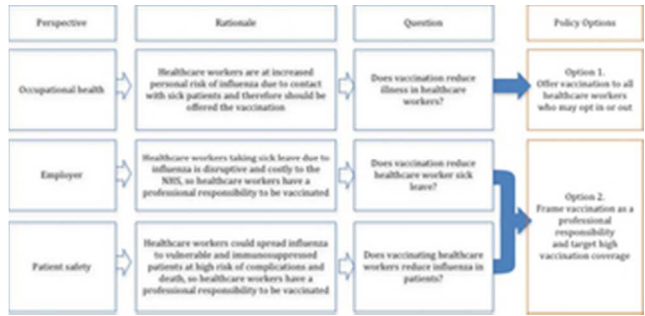 Perspective
Rationale
Question
Policy Options
Occupational health
Healthcare workers are at increased
personal risk of influenza due to contact
with sick patients and therefore should be
offered the vaccination
Does vaccination reduce
illness in healthcare
workers?
Option 1.
Offer vaccination to all
healthcare workers
who may opt in or out
Employer
Healthcare workers taking sick leave due to
influenza is disruptive and costly to the
NHS, so healthcare workers have a
professional responsibility to be vaccinated
Does vaccination reduce
healthcare worker sick
leave?
Option 2.
Frame vaccination as a
professional
responsibility
and target high
vaccination coverage
Patient safety
Healthcare workers could spread influenza
to vulnerable and immunosuppressed
patients at high risk of complications and
death, so healthcare workers have a
professional responsibility to be vaccinated
Does vaccinating healthcare
workers reduce influenza in
patients?